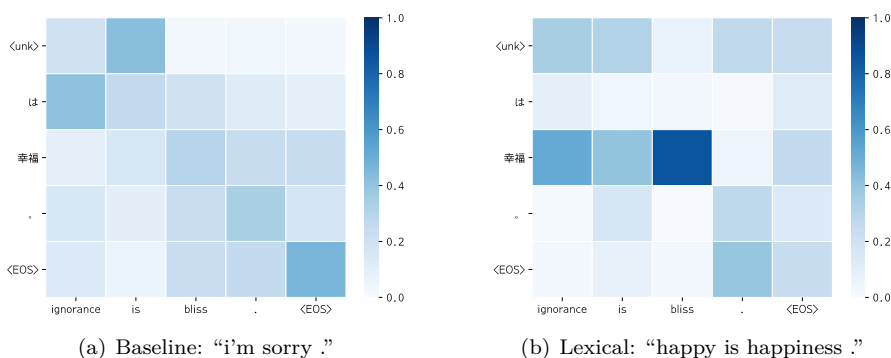 <unk>
は
幸福
。
<EOS>
ignorance is bliss . <EOS>
1.0
0.8
0.6
0.4
0.2
0.0
(a) Baseline: “i’m sorry .”
<unk>
は
幸福
。
<EOS>
ignorance is bliss . <EOS>
1.0
0.8
0.6
0.4
0.2
0.0
(b) Lexical: “happy is happiness .”